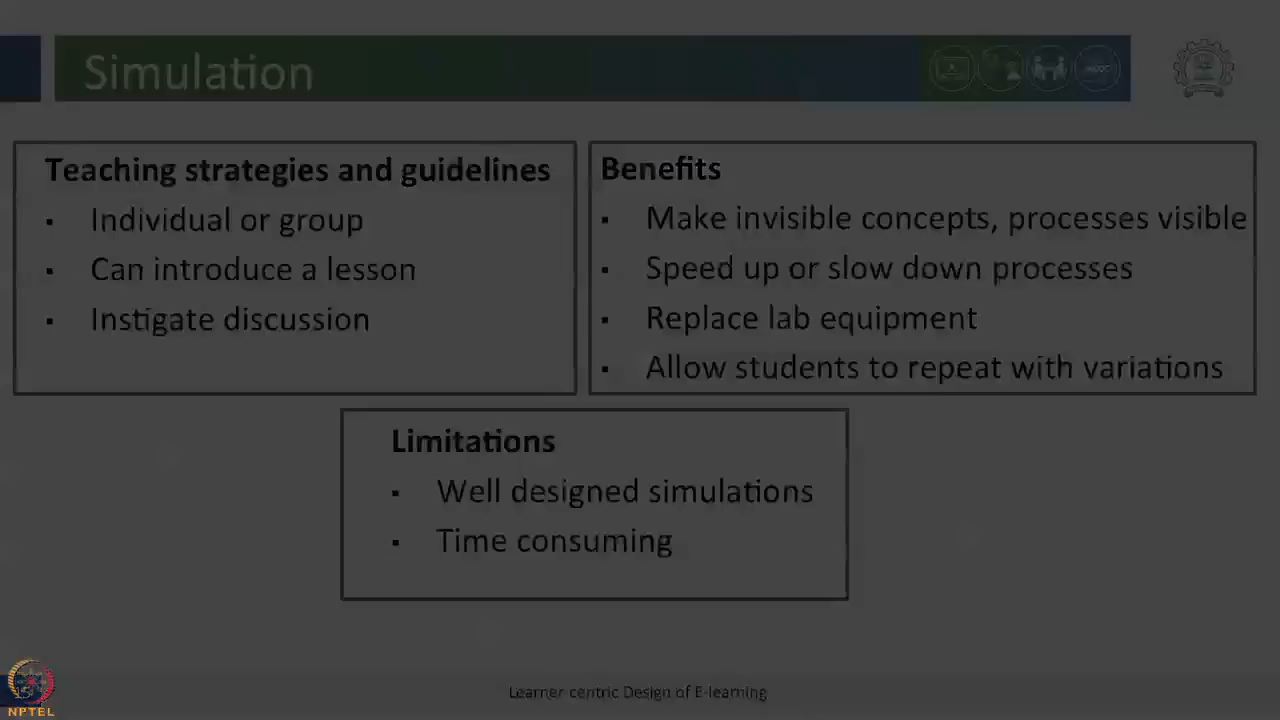 Simulation
Teaching strategies and guidelines
▪ Individual or group
▪ Can introduce a lesson
▪ Instigate discussion
Benefits
▪ Make invisible concepts, processes visible
▪ Speed up or slow down processes
▪ Replace lab equipment
▪ Allow students to repeat with variations
Limitations
▪ Well designed simulations
▪ Time consuming
Learner centric Design of E-learning
NPTEL